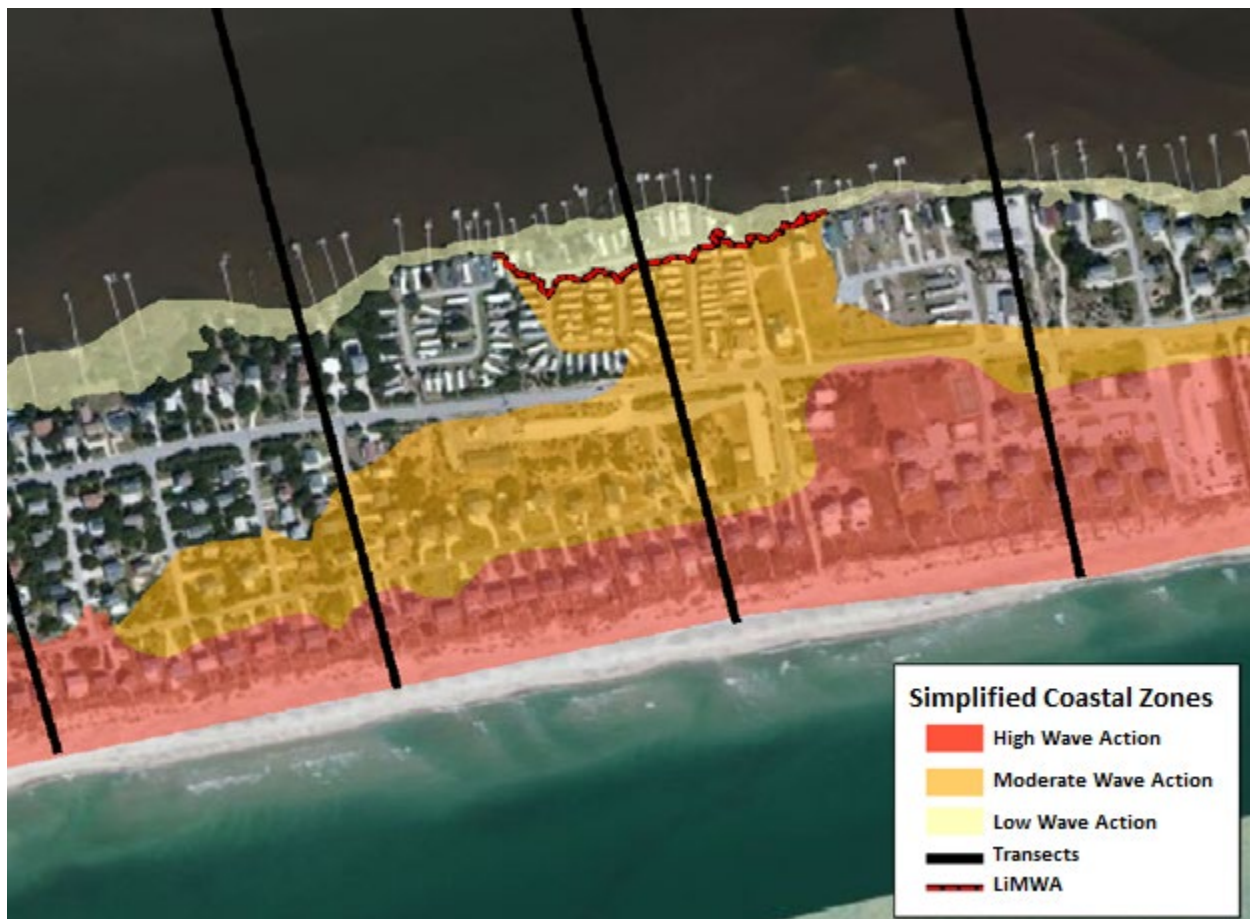 Simplified Coastal Zones
High Wave Action
Moderate Wave Action
Low Wave Action
Transects
LiMWA